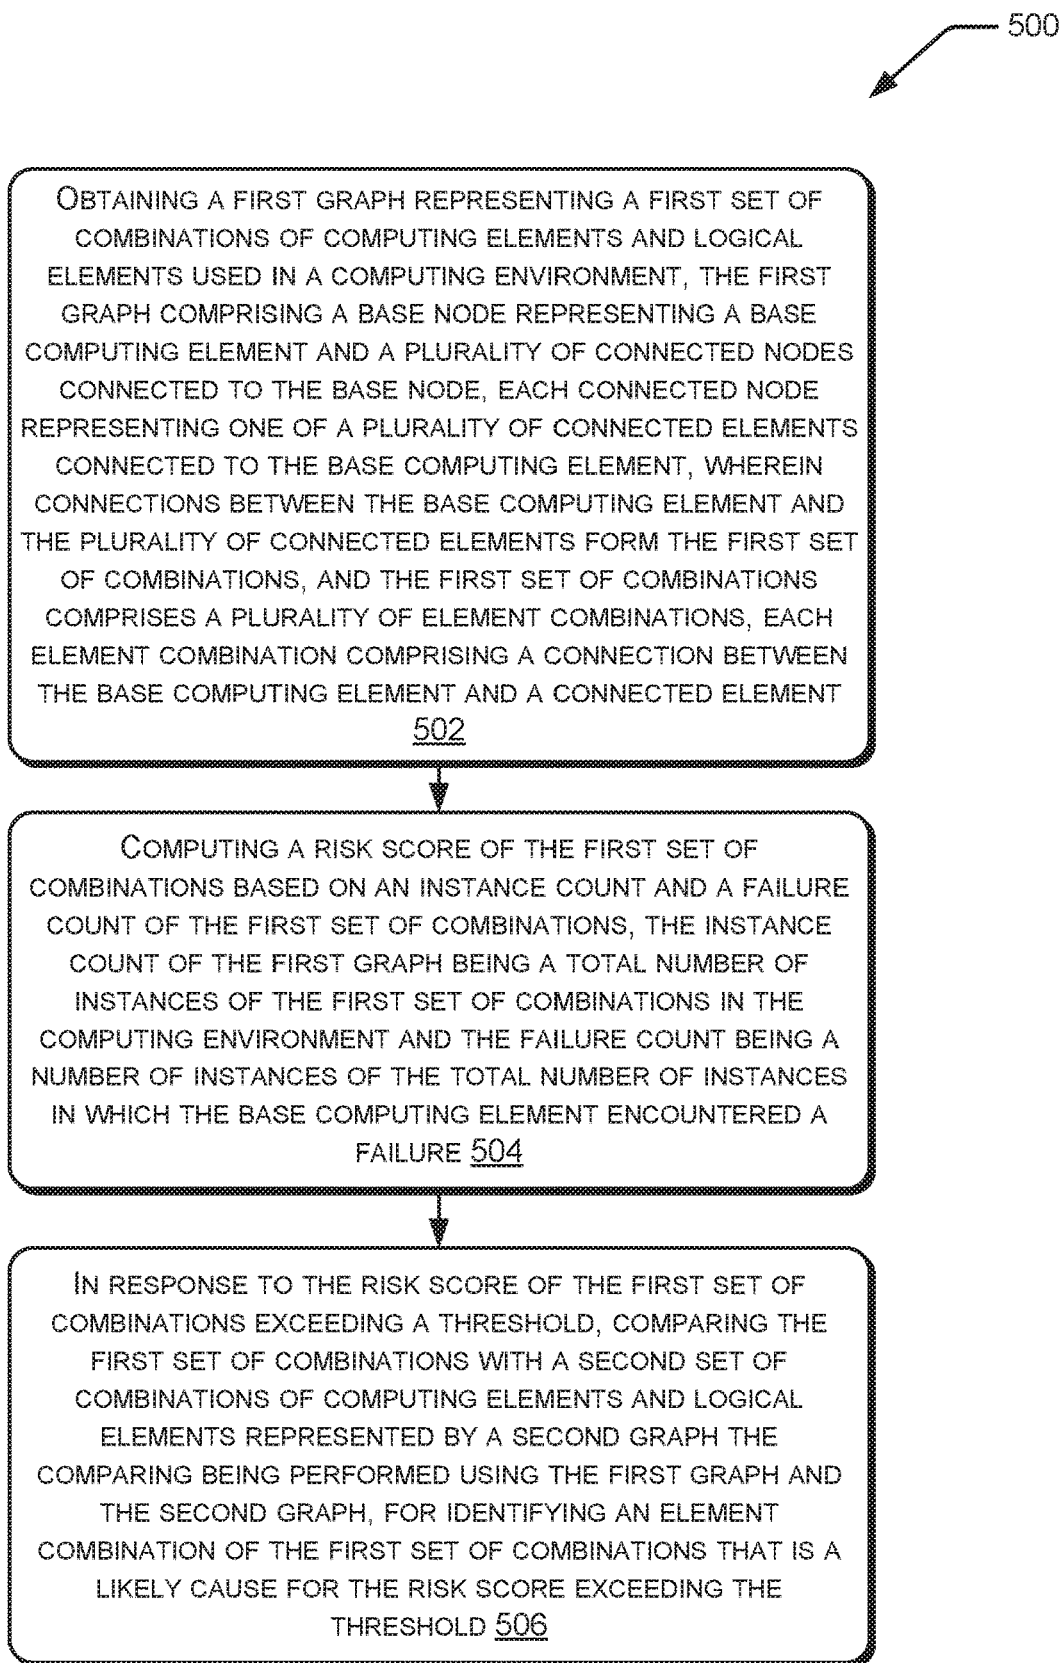 500
OBTAINING A FIRST GRAPH REPRESENTING A FIRST SET OF
COMBINATIONS OF COMPUTING ELEMENTS AND LOGICAL
ELEMENTS USED IN A COMPUTING ENVIRONMENT, THE FIRST
GRAPH COMPRISING A BASE NODE REPRESENTING A BASE
COMPUTING ELEMENT AND A PLURALITY OF CONNECTED NODES
CONNECTED TO THE BASE NODE, EACH CONNECTED NODE
REPRESENTING ONE OF A PLURALITY OF CONNECTED ELEMENTS
CONNECTED TO THE BASE COMPUTING ELEMENT, WHEREIN
CONNECTIONS BETWEEN THE BASE COMPUTING ELEMENT AND
THE PLURALITY OF CONNECTED ELEMENTS FORM THE FIRST SET
OF COMBINATIONS, AND THE FIRST SET OF COMBINATIONS
COMPRISES A PLURALITY OF ELEMENT COMBINATIONS, EACH
ELEMENT COMBINATION COMPRISING A CONNECTION BETWEEN
THE BASE COMPUTING ELEMENT AND A CONNECTED ELEMENT
502
COMPUTING A RISK SCORE OF THE FIRST SET OF
COMBINATIONS BASED ON AN INSTANCE COUNT AND A FAILURE
COUNT OF THE FIRST SET OF COMBINATIONS, THE INSTANCE
COUNT OF THE FIRST GRAPH BEING A TOTAL NUMBER OF
INSTANCES OF THE FIRST SET OF COMBINATIONS IN THE
COMPUTING ENVIRONMENT AND THE FAILURE COUNT BEING A
NUMBER OF INSTANCES OF THE TOTAL NUMBER OF INSTANCES
IN WHICH THE BASE COMPUTING ELEMENT ENCOUNTERED A
FAILURE 504
IN RESPONSE TO THE RISK SCORE OF THE FIRST SET OF
COMBINATIONS EXCEEDING A THRESHOLD, COMPARING THE
FIRST SET OF COMBINATIONS WITH A SECOND SET OF
COMBINATIONS OF COMPUTING ELEMENTS AND LOGICAL
ELEMENTS REPRESENTED BY A SECOND GRAPH THE
COMPARING BEING PERFORMED USING THE FIRST GRAPH AND
THE SECOND GRAPH, FOR IDENTIFYING AN ELEMENT
COMBINATION OF THE FIRST SET OF COMBINATIONS THAT IS A
LIKELY CAUSE FOR THE RISK SCORE EXCEEDING THE
THRESHOLD 506